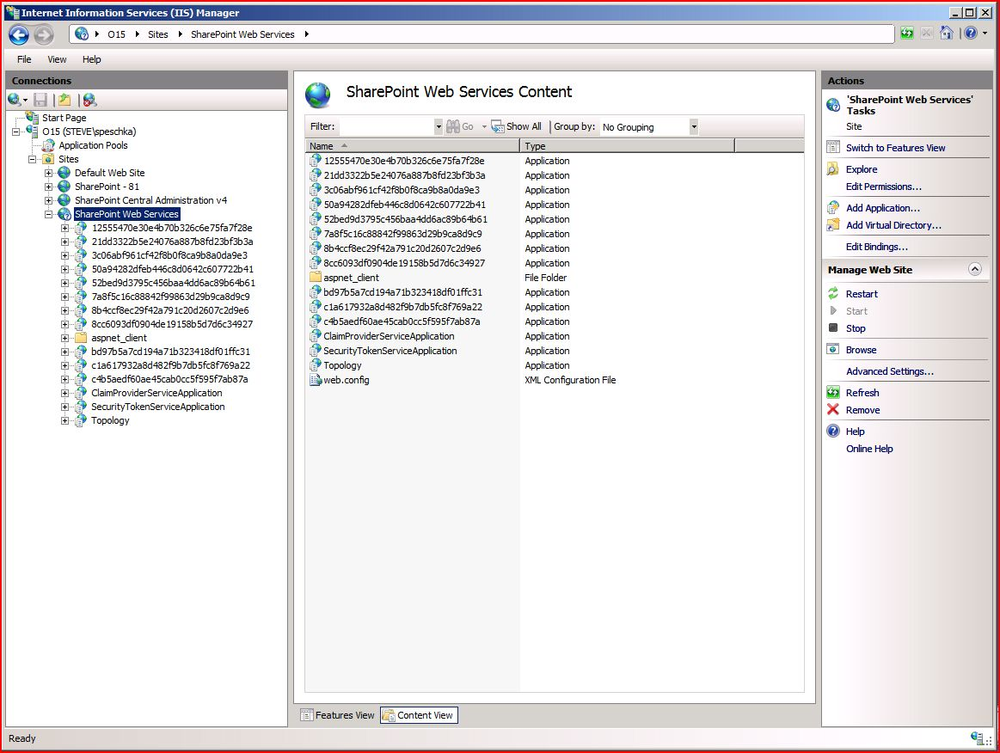 Internet Information Services (IIS) Manager
O15 Sites SharePoint Web Services
File View Help
Connections
Start Page
O15 (STEVE\speschka)
Application Pools
Sites
Default Web Site
SharePoint - 81
SharePoint Central Administration v4
SharePoint Web Services
12555470e30e4b70b326c6e75fa7f28e
21dd3322b5e24076a887b8fd23bf3b3a
3c06abf961cf42f8b0f8ca9b8a0da9e3
50a94282dfeb446c8d0642c607722b41
52bed9d3795c456baa4dd6ac89b64b61
7a8f5c16c88842f99863d29b9ca8d9c9
8b4ccf8ec29f42a791c20d2607c2d9e6
8cc6093df0904de19158b5d7d6c34927
aspnet_client
bd97b5a7cd194a71b323418df01ffc31
c1a617932a8d482f9b7db5fc8f769a22
c4b5aedf60ae45cab0cc5f595f7ab87a
ClaimProviderServiceApplication
SecurityTokenServiceApplication
Topology
SharePoint Web Services Content
Filter: Go Show All Group by: No Grouping
Name Type
12555470e30e4b70b326c6e75fa7f28e Application
21dd3322b5e24076a887b8fd23bf3b3a Application
3c06abf961cf42f8b0f8ca9b8a0da9e3 Application
50a94282dfeb446c8d0642c607722b41 Application
52bed9d3795c456baa4dd6ac89b64b61 Application
7a8f5c16c88842f99863d29b9ca8d9c9 Application
8b4ccf8ec29f42a791c20d2607c2d9e6 Application
8cc6093df0904de19158b5d7d6c34927 Application
aspnet_client File Folder
bd97b5a7cd194a71b323418df01ffc31 Application
c1a617932a8d482f9b7db5fc8f769a22 Application
c4b5aedf60ae45cab0cc5f595f7ab87a Application
ClaimProviderServiceApplication Application
SecurityTokenServiceApplication Application
Topology Application
web.config XML Configuration File
Features View Content View
Actions
'SharePoint Web Services'
Tasks
Site
Switch to Features View
Explore
Edit Permissions...
Add Application...
Add Virtual Directory...
Edit Bindings...
Manage Web Site
Restart
Start
Stop
Browse
Advanced Settings...
Refresh
Remove
Help
Online Help
Ready